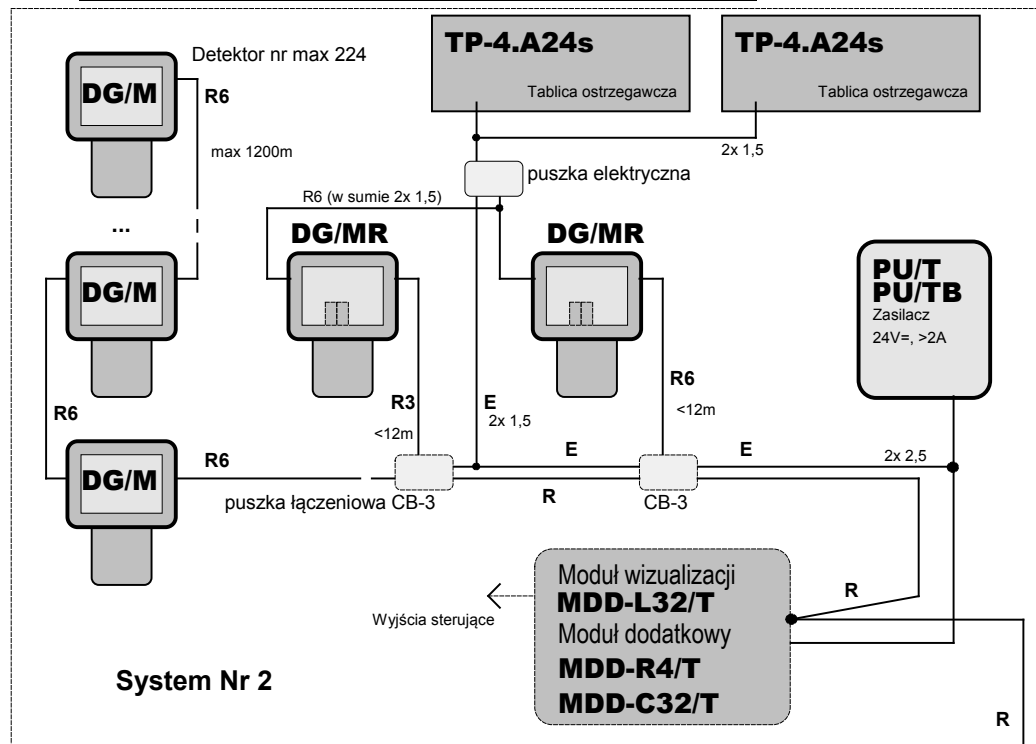 TP-4.A24s
Tablica ostrzegawcza
TP-4.A24s
Tablica ostrzegawcza
Detektor nr max 224
DG/M
R6
max 1200m
2x 1,5
puszka elektryczna
R6 (w sumie 2x 1,5)
...
DG/MR
DG/MR
DG/M
PU/T
PU/TB
Zasilacz
24V=, >2A
R6
R3
<12m
E
2x 1,5
R6
<12m
DG/M
R6
E
E
2x 2,5
puszka łączeniowa CB-3
R
CB-3
Moduł wizualizacji
MDD-L32/T
Moduł dodatkowy
MDD-R4/T
MDD-C32/T
R
Wyjścia sterujące
System Nr 2
R